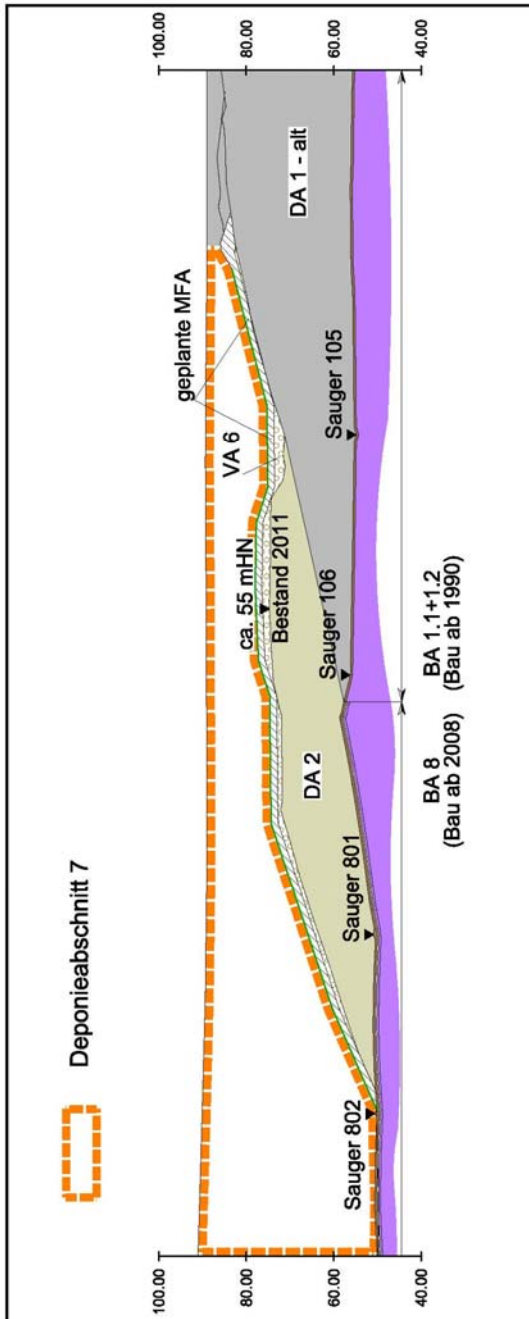 Deponieabschnitt 7
100.00
80.00
60.00
40.00
100.00
80.00
60.00
40.00
geplante MFA
VA 6
ca. 55 mHN
Bestand 2011
DA 1 - alt
DA 2
Sauger 802
Sauger 801
Sauger 106
Sauger 105
BA 8
(Bau ab 2008)
BA 1.1+1.2
(Bau ab 1990)